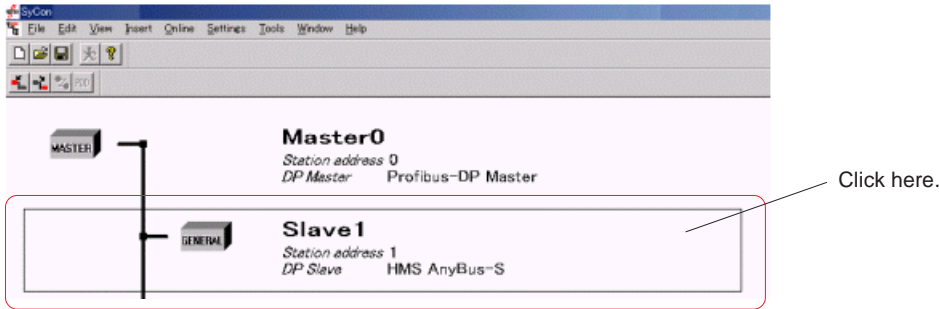 SyCon
File Edit View Insert Online Settings Tools Window Help
PDD
MASTER
Master0
Station address 0
DP Master Profibus-DP Master
Click here.
GENERAL
Slave1
Station address 1
DP Slave HMS AnyBus-S